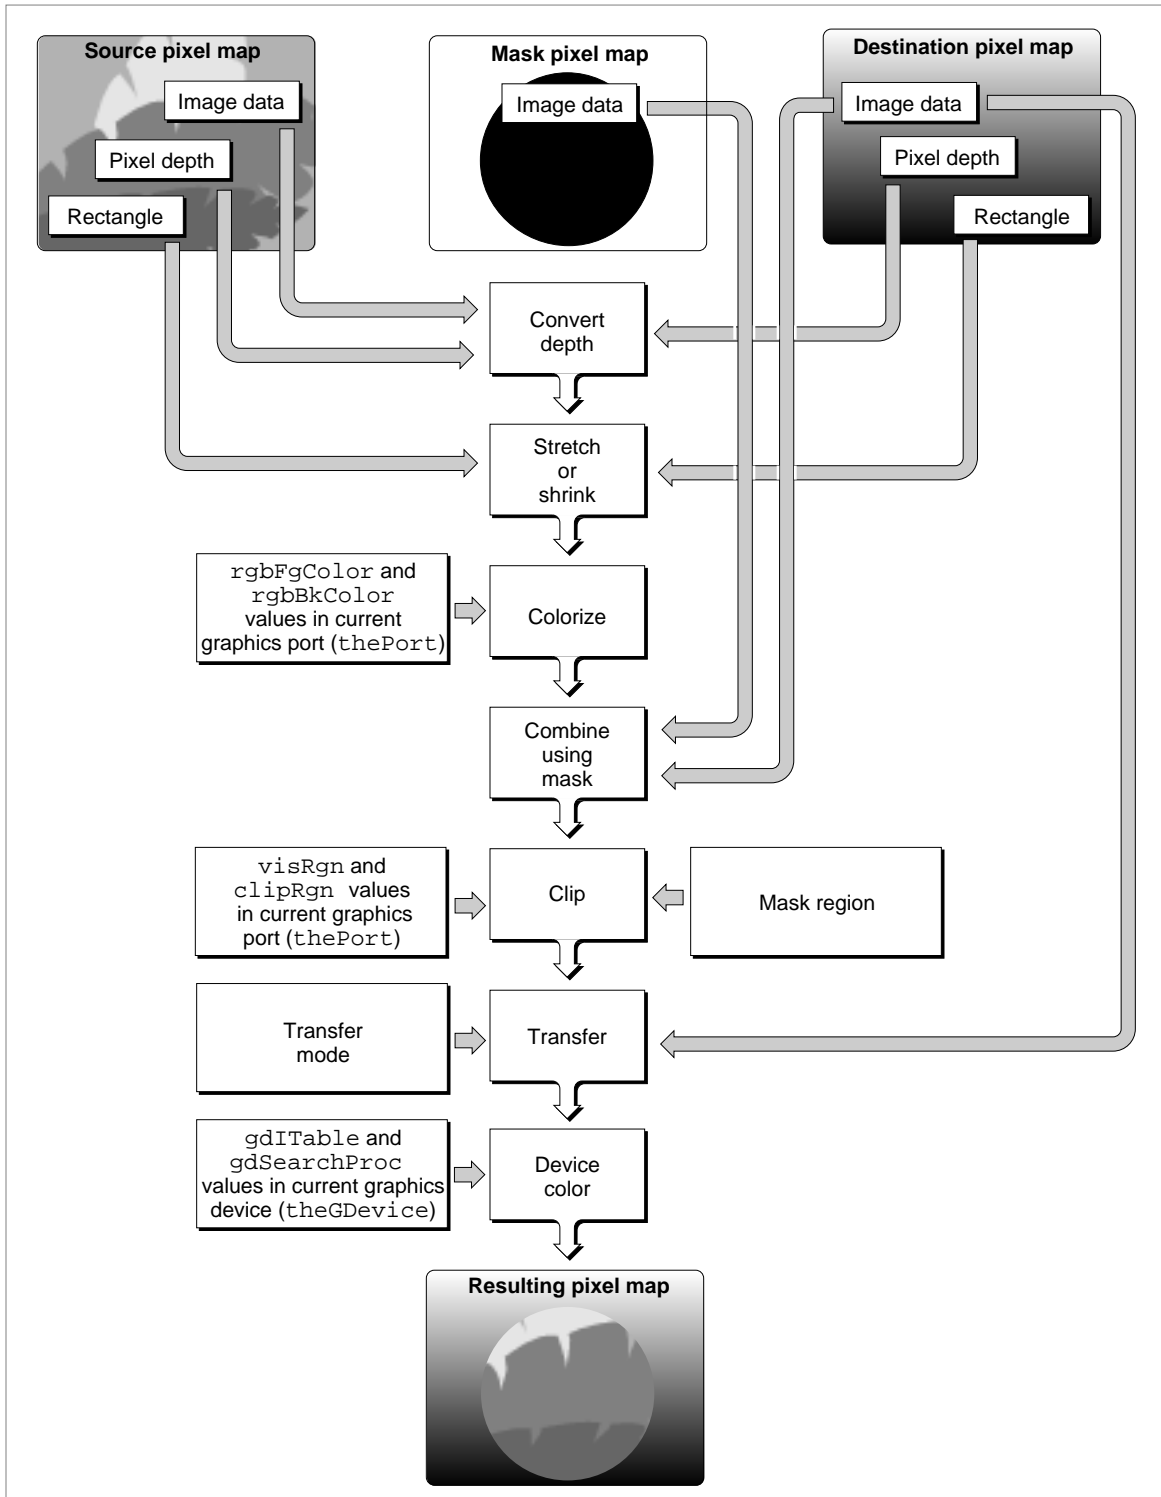 Source pixel map
Image data
Pixel depth
Rectangle
Mask pixel map
Image data
Destination pixel map
Image data
Pixel depth
Rectangle
Convert
depth
Stretch
or
shrink
rgbFgColor and
rgbBkColor
values in current
graphics port (thePort)
Colorize
Combine
using
mask
visRgn and
clipRgn values
in current graphics
port (thePort)
Clip
Mask region
Transfer
mode
Transfer
gdITable and
gdSearchProc
values in current graphics
device (theGDevice)
Device
color
Resulting pixel map